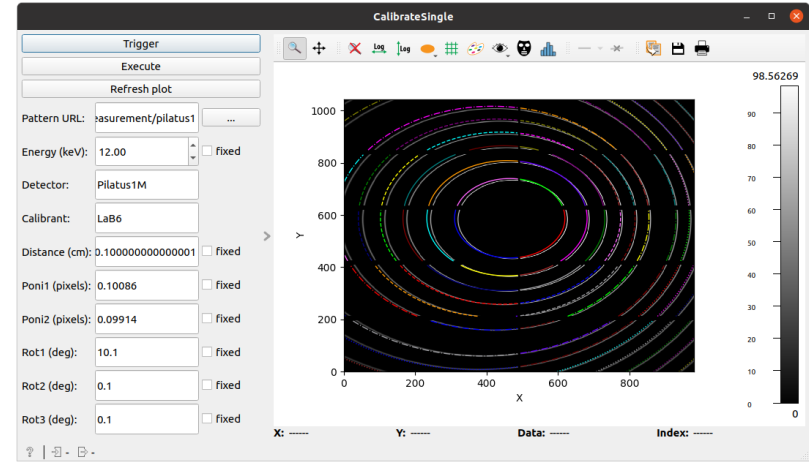 CalibrateSingle
Trigger
Execute
Refresh plot
Pattern URL: easurement/pilatus1 ...
Energy (keV): 12.00 fixed
Detector: Pilatus1M
Calibrant: LaB6
Distance (cm): 0.100000000000001 fixed
Poni1 (pixels): 0.10086 fixed
Poni2 (pixels): 0.09914 fixed
Rot1 (deg): 10.1 fixed
Rot2 (deg): 0.1 fixed
Rot3 (deg): 0.1 fixed
Log Log
98.56269
90
80
70
60
50
40
30
20
10
0
0
1000
800
600
400
200
0
Y
0 200 400 600 800
X
X: ------ Y: ------ Data: ------ Index: ------